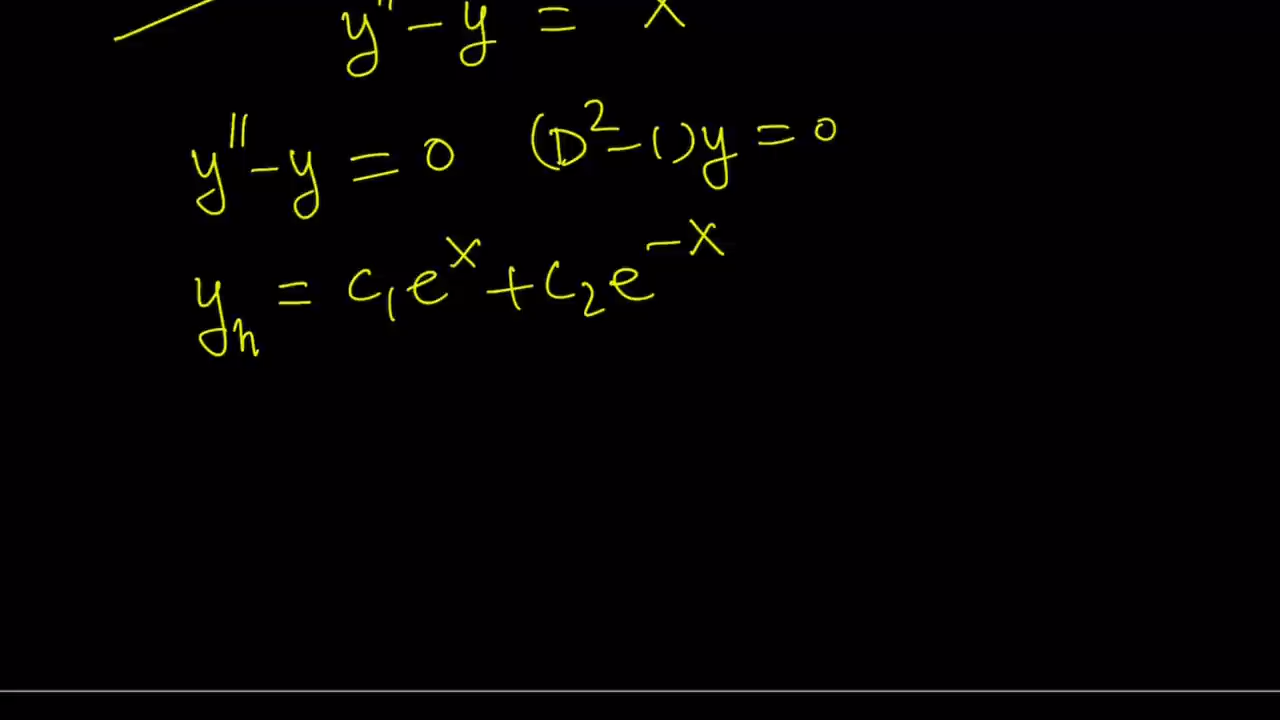 y'' - y = x
y'' - y = 0 (D² - 1)y = 0
yₕ = c₁eˣ + c₂e⁻ˣ